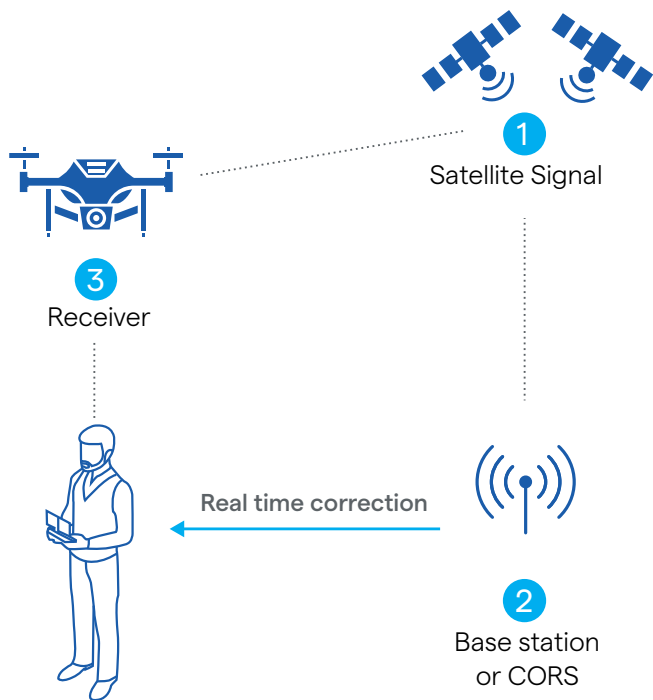 1
Satellite Signal
3
Receiver
Real time correction
2
Base station
or CORS